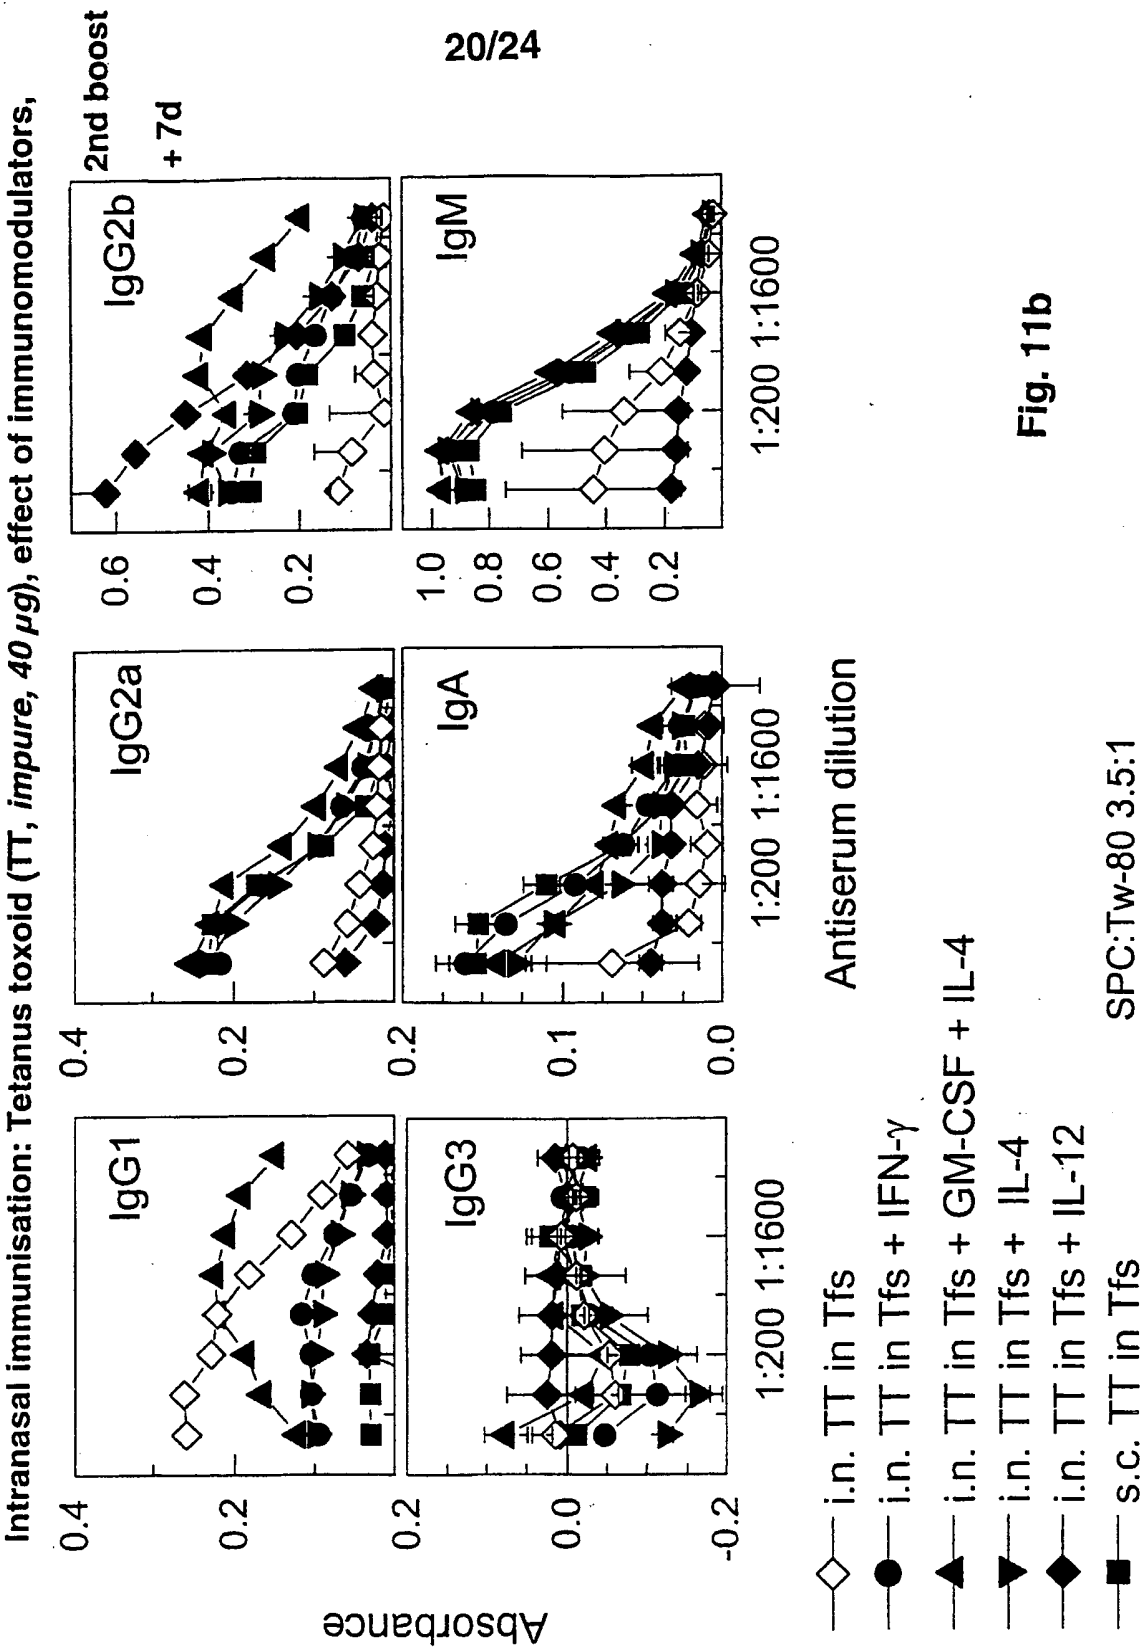 20/24
Intranasal immunisation: Tetanus toxoid (TT, impure, 40 µg), effect of immunomodulators,
2nd boost
+ 7d
IgG1
IgG2a
IgG2b
0.4
0.2
0.4
0.2
0.6
0.4
0.2
IgG3
IgA
IgM
0.2
0.0
-0.2
0.2
0.1
0.0
1.0
0.8
0.6
0.4
0.2
1:200 1:1600
1:200 1:1600
1:200 1:1600
Absorbance
Antiserum dilution
i.n. TT in Tfs
i.n. TT in Tfs + IFN-γ
i.n. TT in Tfs + GM-CSF + IL-4
i.n. TT in Tfs + IL-4
i.n. TT in Tfs + IL-12
s.c. TT in Tfs
SPC:Tw-80 3.5:1
Fig. 11b